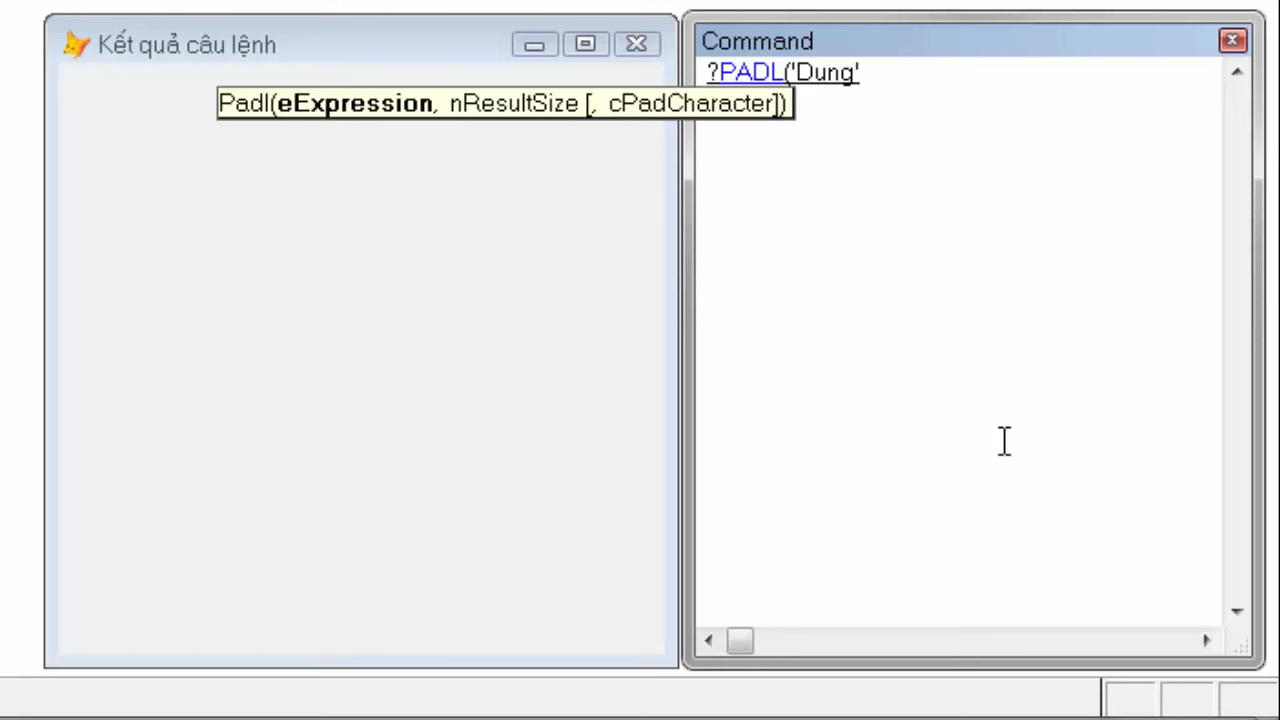 Kết quả câu lệnh
Command
?PADL('Dung'
Padl(eExpression, nResultSize [, cPadCharacter])